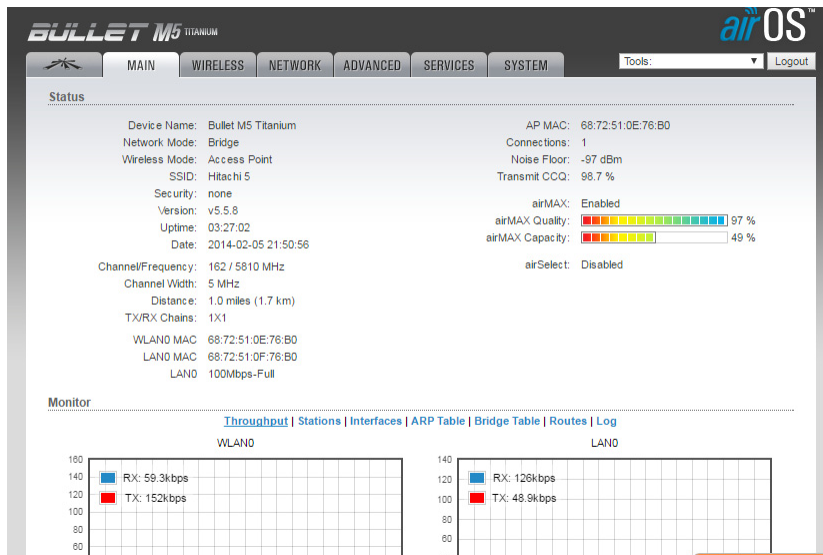 BULLET M5 TITANIUM
airOS™
MAIN WIRELESS NETWORK ADVANCED SERVICES SYSTEM Tools: Logout
Status
Device Name: Bullet M5 Titanium
Network Mode: Bridge
Wireless Mode: Access Point
SSID: Hitachi 5
Security: none
Version: v5.5.8
Uptime: 03:27:02
Date: 2014-02-05 21:50:56
Channel/Frequency: 162 / 5810 MHz
Channel Width: 5 MHz
Distance: 1.0 miles (1.7 km)
TX/RX Chains: 1X1
WLAN0 MAC 68:72:51:0E:76:B0
LAN0 MAC 68:72:51:0F:76:B0
LAN0 100Mbps-Full
AP MAC: 68:72:51:0E:76:B0
Connections: 1
Noise Floor: -97 dBm
Transmit CCQ: 98.7 %
airMAX: Enabled
airMAX Quality: 97 %
airMAX Capacity: 49 %
airSelect: Disabled
Monitor
Throughput | Stations | Interfaces | ARP Table | Bridge Table | Routes | Log
WLAN0
160
140
120
100
80
60
RX: 59.3kbps
TX: 152kbps
LAN0
140
120
100
80
60
RX: 126kbps
TX: 48.9kbps